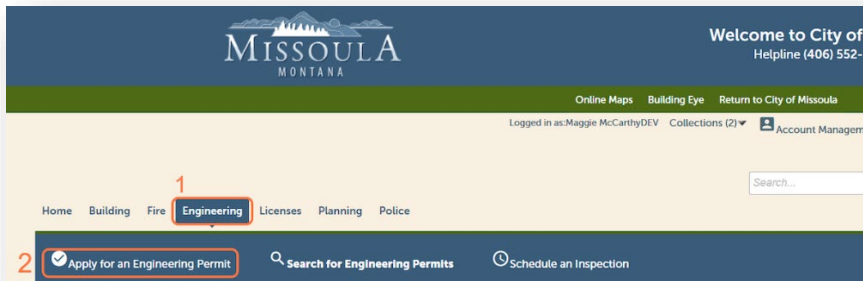 MISSOULA
MONTANA
Welcome to City of
Helpline (406) 552-
Online Maps Building Eye Return to City of Missoula
Logged in as:Maggie McCarthyDEV Collections (2) Account Managem
Search...
1
Home Building Fire Engineering Licenses Planning Police
2 Apply for an Engineering Permit Search for Engineering Permits Schedule an Inspection